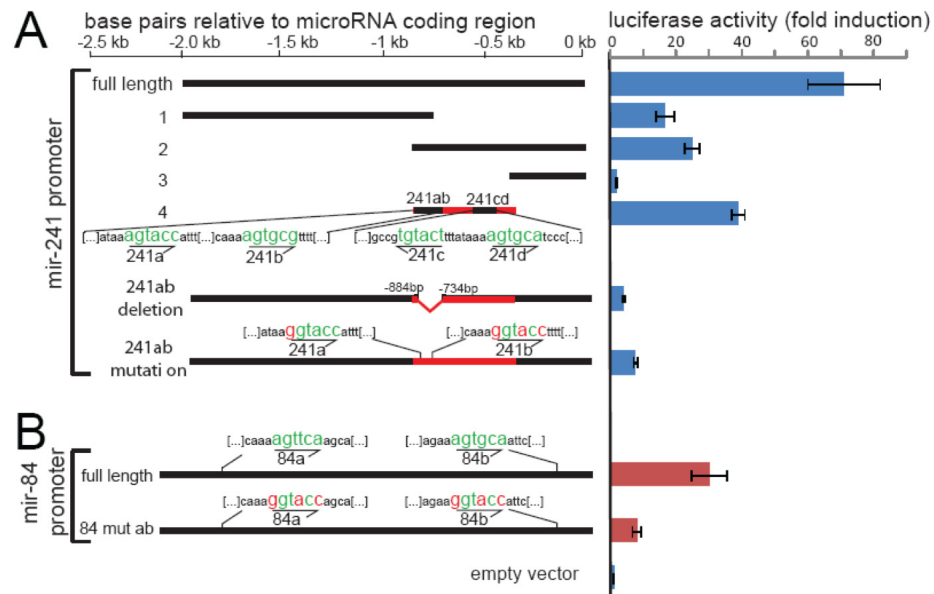 A
base pairs relative to microRNA coding region
luciferase activity (fold induction)
-2.5 kb -2.0 kb -1.5 kb -1 kb -0.5 kb 0 kb
0 20 40 60 80
mir-241 promoter
full length
1
2
3
4
241ab 241cd
[...]ataaagtaccattt[...]caaaagtgcgtttt[...] [...]gccgtgtacttttataaaagtgcatccc[...]
241a 241b 241c 241d
241ab deletion
-884bp -734bp
[...]ataaggtaccattt[...] [...]caaaggtaccttttt[...]
241a 241b
241ab mutati on
B
mir-84 promoter
[...]caaaagttcaagca[...] [...]agaaagtgcaattc[...]
84a 84b
full length
[...]caaaggtaccagca[...] [...]agaaggtaccattc[...]
84a 84b
84 mut ab
empty vector